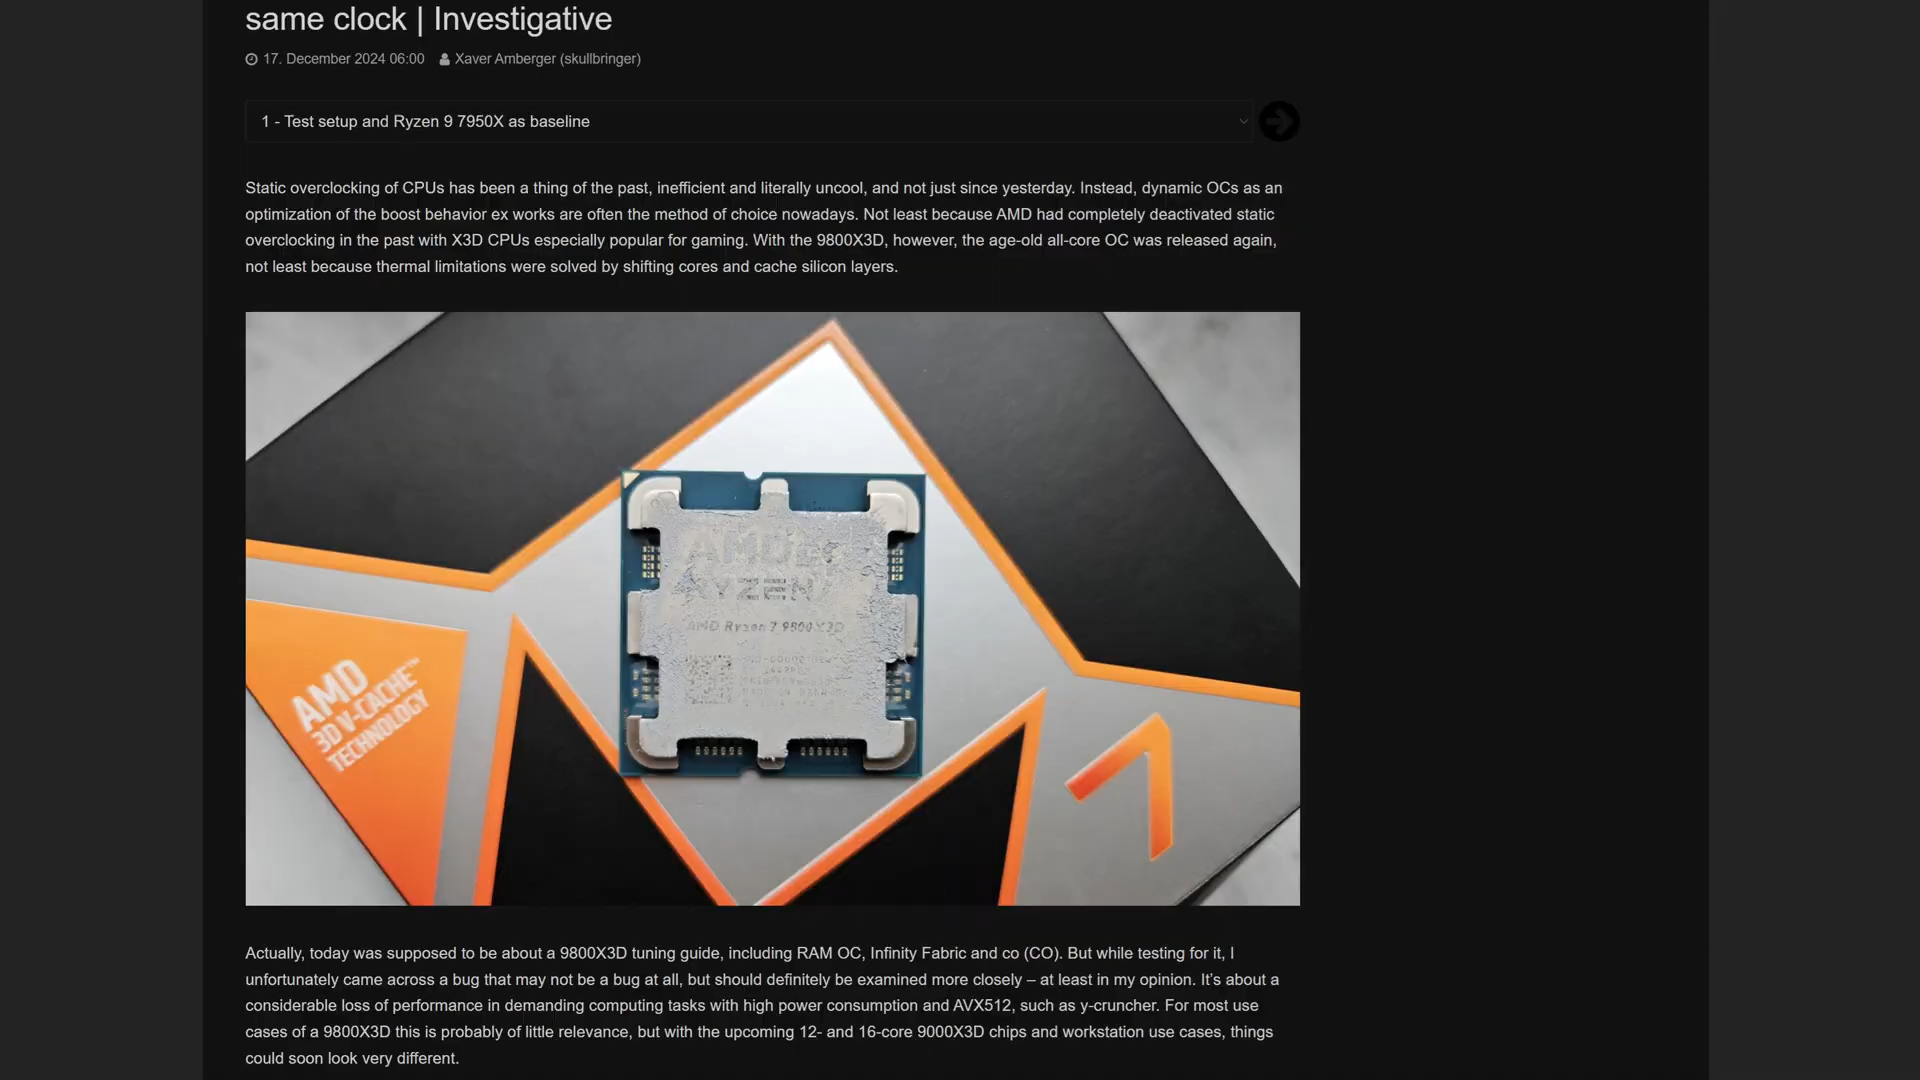 same clock | Investigative
17. December 2024 06:00 Xaver Amberger (skullbringer)
1 - Test setup and Ryzen 9 7950X as baseline
Static overclocking of CPUs has been a thing of the past, inefficient and literally uncool, and not just since yesterday. Instead, dynamic OCs as an
optimization of the boost behavior ex works are often the method of choice nowadays. Not least because AMD had completely deactivated static
overclocking in the past with X3D CPUs especially popular for gaming. With the 9800X3D, however, the age-old all-core OC was released again,
not least because thermal limitations were solved by shifting cores and cache silicon layers.
AMD
RYZEN
AMD Ryzen 7 9800X3D
AMD
3D V-CACHE™
TECHNOLOGY
7
Actually, today was supposed to be about a 9800X3D tuning guide, including RAM OC, Infinity Fabric and co (CO). But while testing for it, I
unfortunately came across a bug that may not be a bug at all, but should definitely be examined more closely – at least in my opinion. It's about a
considerable loss of performance in demanding computing tasks with high power consumption and AVX512, such as y-cruncher. For most use
cases of a 9800X3D this is probably of little relevance, but with the upcoming 12- and 16-core 9000X3D chips and workstation use cases, things
could soon look very different.